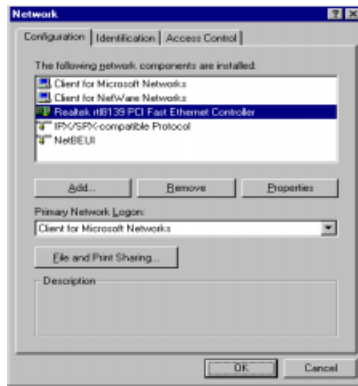 Network
Configuration Identification Access Control
The following network components are installed:
Client for Microsoft Networks
Client for NetWare Networks
Realtek rtl8139 PCI Fast Ethernet Controller
IPX/SPX-compatible Protocol
NetBEUI
Add... Remove Properties
Primary Network Logon:
Client for Microsoft Networks
File and Print Sharing...
Description
OK Cancel